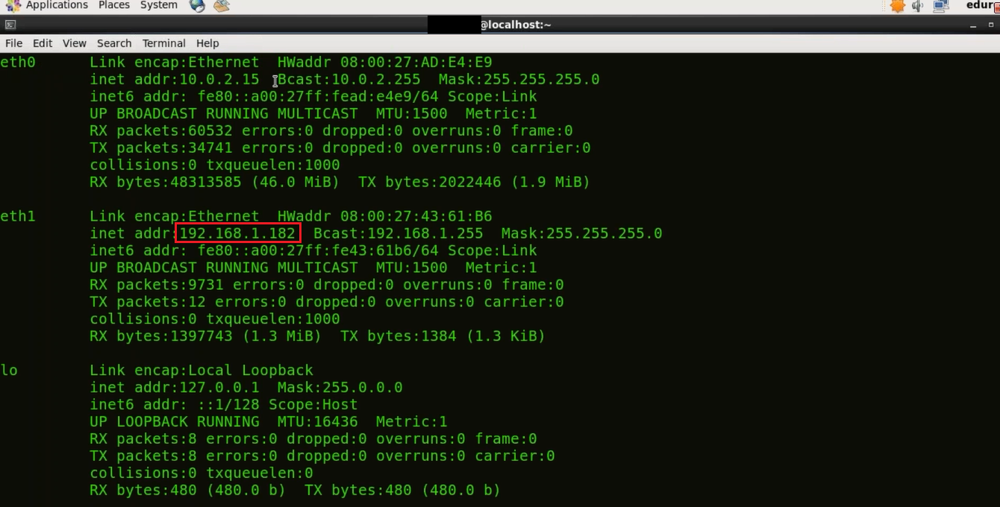 Applications Places System edur
@localhost:~
File Edit View Search Terminal Help
eth0 Link encap:Ethernet HWaddr 08:00:27:AD:E4:E9
inet addr:10.0.2.15 Bcast:10.0.2.255 Mask:255.255.255.0
inet6 addr: fe80::a00:27ff:fead:e4e9/64 Scope:Link
UP BROADCAST RUNNING MULTICAST MTU:1500 Metric:1
RX packets:60532 errors:0 dropped:0 overruns:0 frame:0
TX packets:34741 errors:0 dropped:0 overruns:0 carrier:0
collisions:0 txqueuelen:1000
RX bytes:48313585 (46.0 MiB) TX bytes:2022446 (1.9 MiB)
eth1 Link encap:Ethernet HWaddr 08:00:27:43:61:B6
inet addr:192.168.1.182 Bcast:192.168.1.255 Mask:255.255.255.0
inet6 addr: fe80::a00:27ff:fe43:61b6/64 Scope:Link
UP BROADCAST RUNNING MULTICAST MTU:1500 Metric:1
RX packets:9731 errors:0 dropped:0 overruns:0 frame:0
TX packets:12 errors:0 dropped:0 overruns:0 carrier:0
collisions:0 txqueuelen:1000
RX bytes:1397743 (1.3 MiB) TX bytes:1384 (1.3 KiB)
lo Link encap:Local Loopback
inet addr:127.0.0.1 Mask:255.0.0.0
inet6 addr: ::1/128 Scope:Host
UP LOOPBACK RUNNING MTU:16436 Metric:1
RX packets:8 errors:0 dropped:0 overruns:0 frame:0
TX packets:8 errors:0 dropped:0 overruns:0 carrier:0
collisions:0 txqueuelen:0
RX bytes:480 (480.0 b) TX bytes:480 (480.0 b)